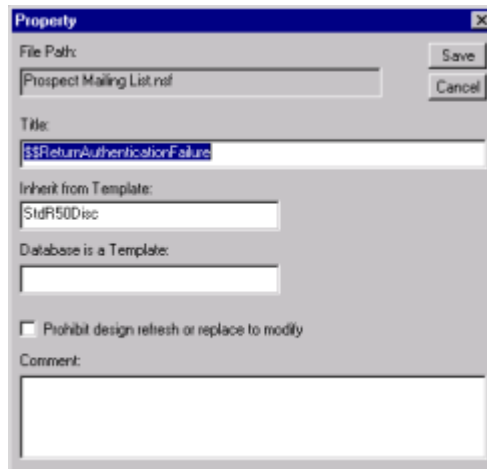 Property
File Path:
Save
Prospect Mailing List.nsf
Cancel
Title:
$$ReturnAuthenticationFailure
Inherit from Template:
StdR50Disc
Database is a Template:
Prohibit design refresh or replace to modify
Comment: